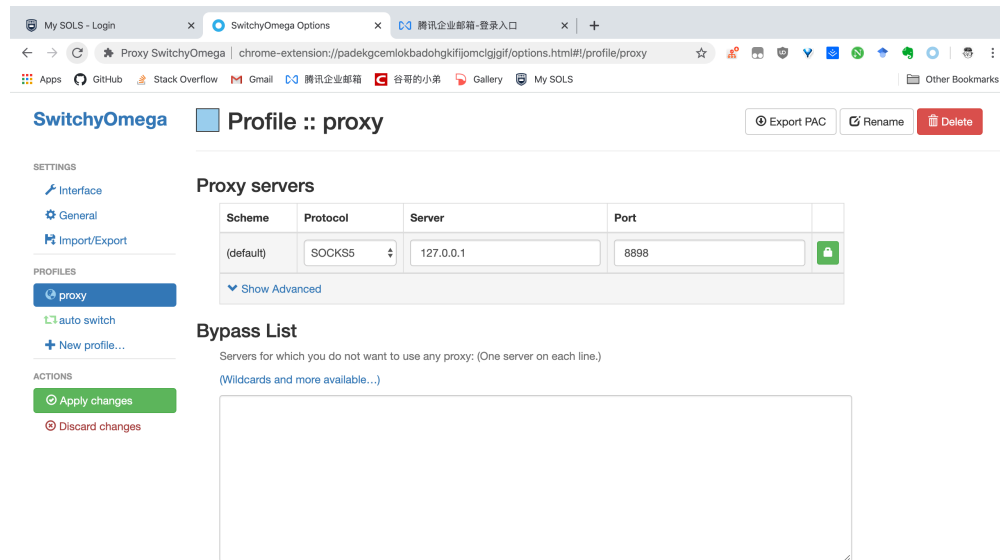 My SOLS - Login
SwitchyOmega Options
腾讯企业邮箱-登录入口
Proxy SwitchyOmega | chrome-extension://padekgcemlokbadohgkifijomclgjgif/options.html#!/profile/proxy
Apps GitHub Stack Overflow Gmail 腾讯企业邮箱 谷哥的小弟 Gallery My SOLS Other Bookmarks
SwitchyOmega
Profile :: proxy
Export PAC Rename Delete
SETTINGS
Interface
General
Import/Export
PROFILES
proxy
auto switch
New profile…
ACTIONS
Apply changes
Discard changes
Proxy servers
Scheme Protocol Server Port
(default) SOCKS5 127.0.0.1 8898
Show Advanced
Bypass List
Servers for which you do not want to use any proxy: (One server on each line.)
(Wildcards and more available…)